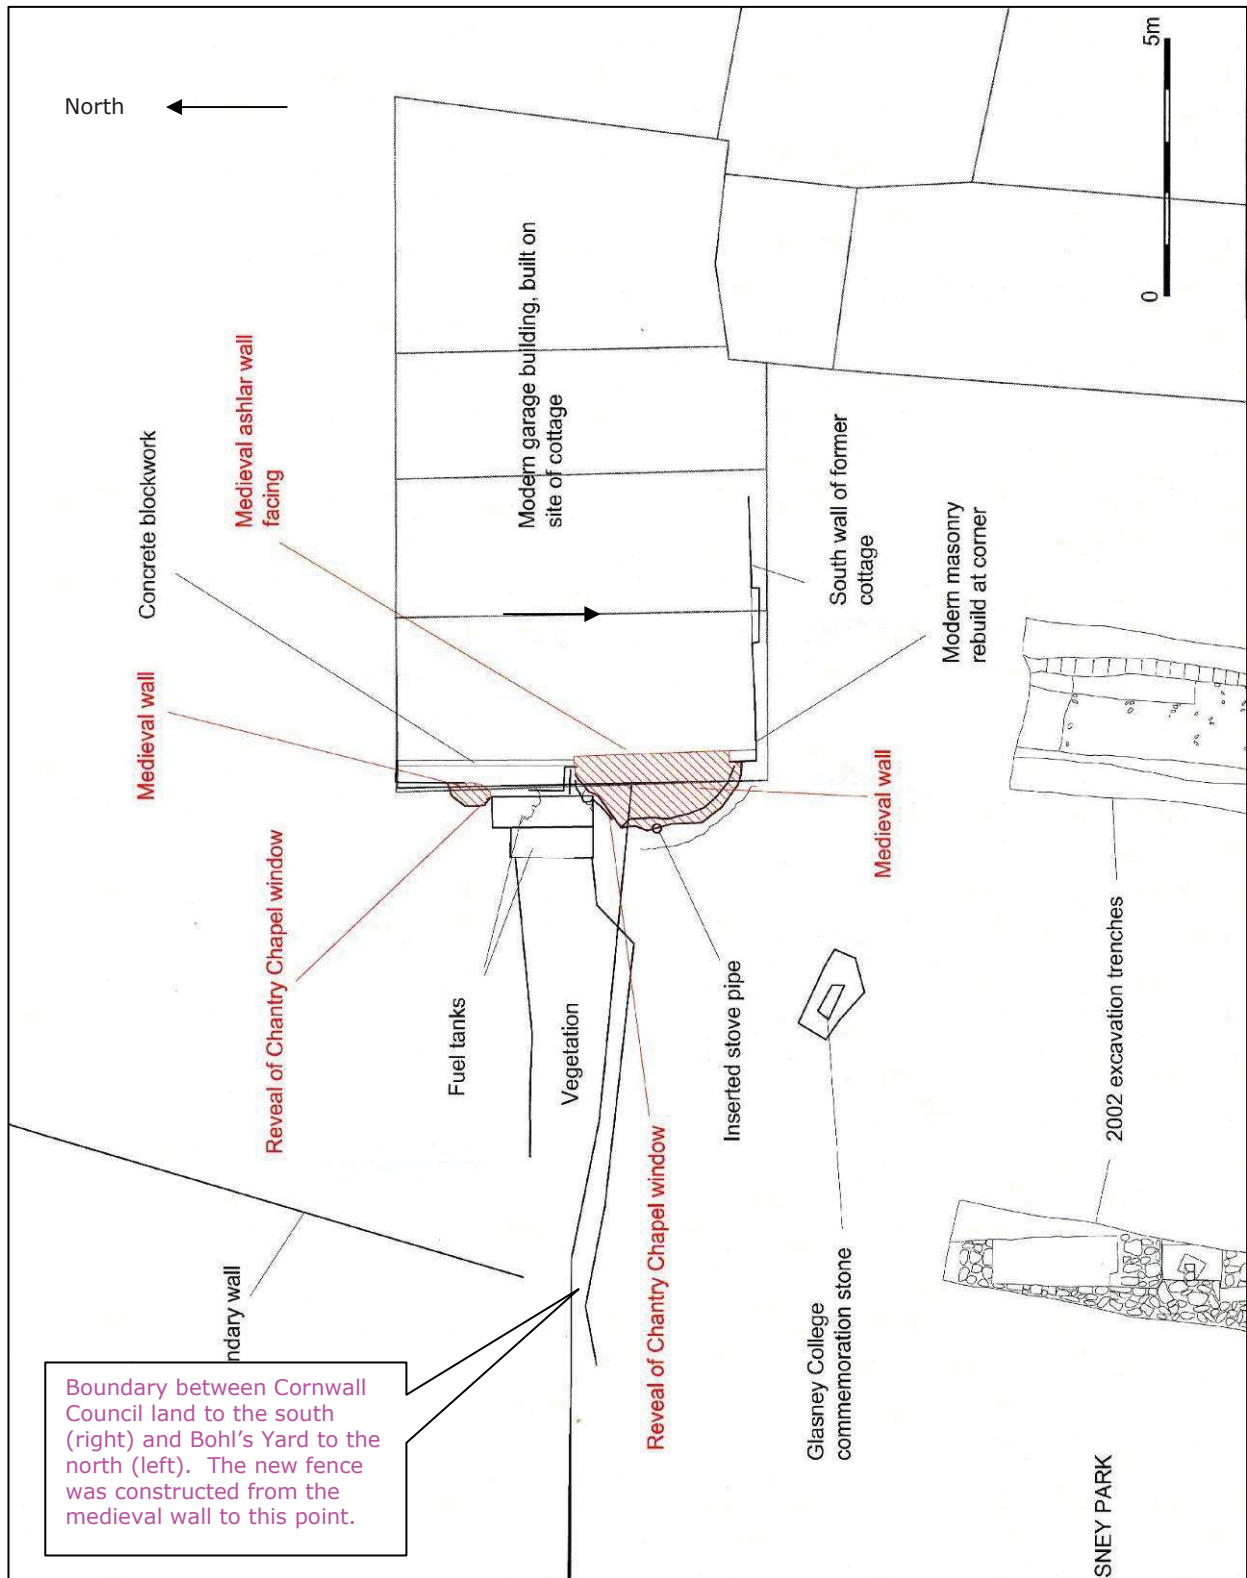 North
5m
0
Modern garage building, built on
site of cottage
Medieval ashlar wall
facing
Concrete blockwork
Medieval wall
South wall of former
cottage
Modern masonry
rebuild at corner
Reveal of Chantry Chapel window
Medieval wall
Fuel tanks
Vegetation
Inserted stove pipe
2002 excavation trenches
Reveal of Chantry Chapel window
Glasney College
commemoration stone
ndary wall
SNEY PARK
Boundary between Cornwall
Council land to the south
(right) and Bohl’s Yard to the
north (left). The new fence
was constructed from the
medieval wall to this point.